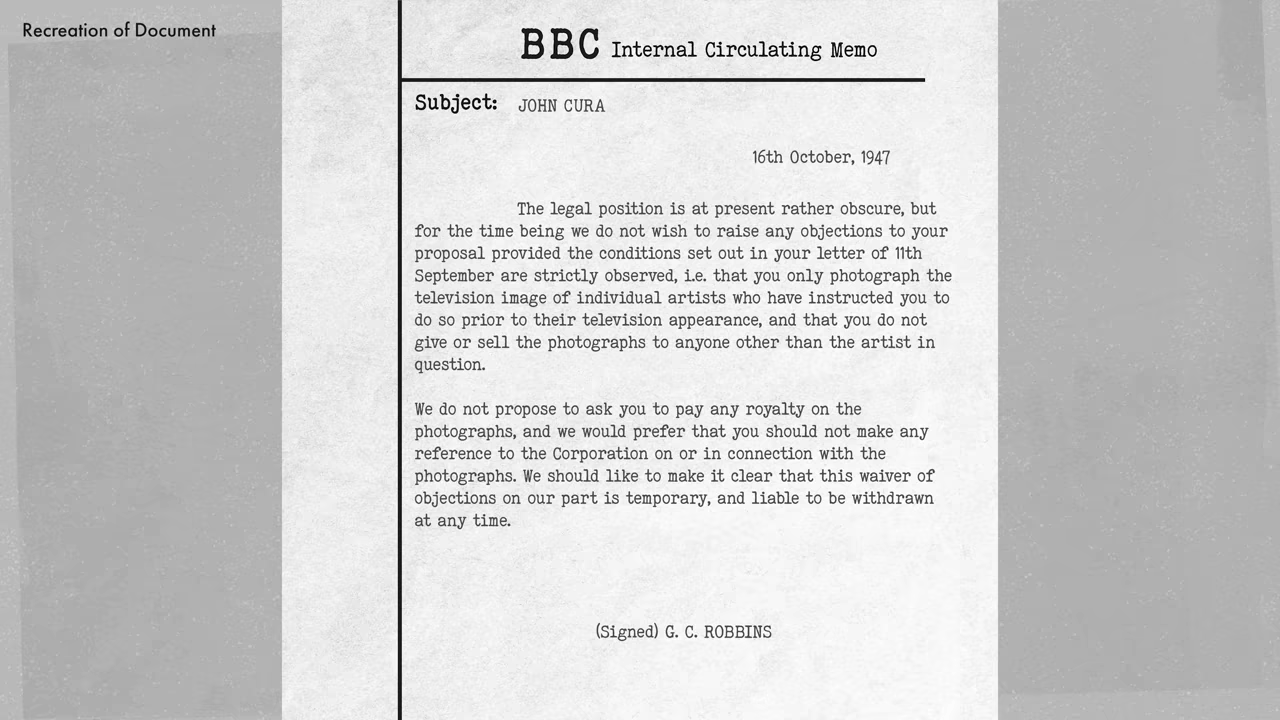 Recreation of Document
BBC Internal Circulating Memo
Subject: JOHN CURA
16th October, 1947
The legal position is at present rather obscure, but
for the time being we do not wish to raise any objections to your
proposal provided the conditions set out in your letter of 11th
September are strictly observed, i.e. that you only photograph the
television image of individual artists who have instructed you to
do so prior to their television appearance, and that you do not
give or sell the photographs to anyone other than the artist in
question.
We do not propose to ask you to pay any royalty on the
photographs, and we would prefer that you should not make any
reference to the Corporation on or in connection with the
photographs. We should like to make it clear that this waiver of
objections on our part is temporary, and liable to be withdrawn
at any time.
(Signed) G. C. ROBBINS